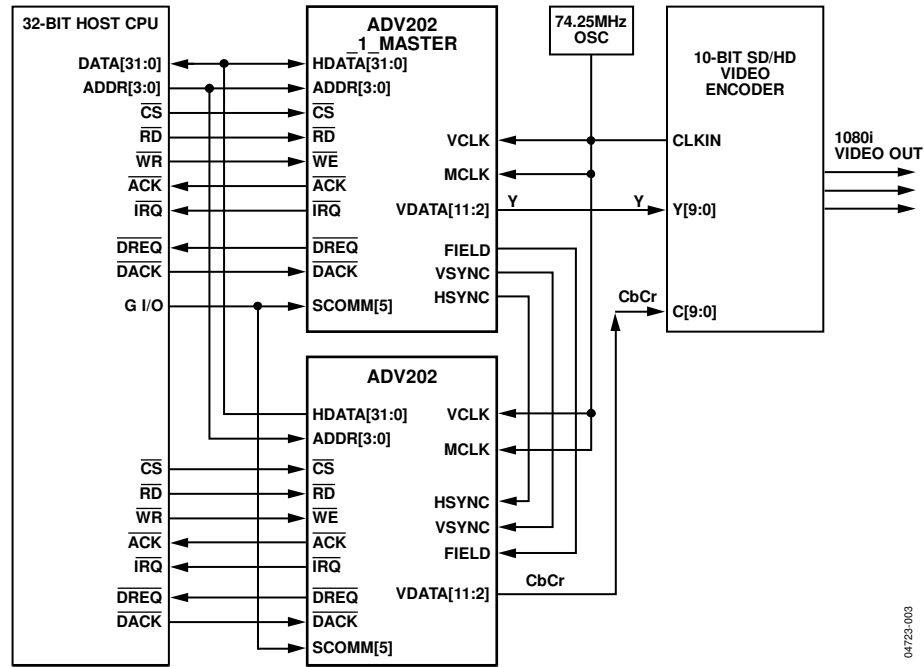 32-BIT HOST CPU
DATA[31:0]
ADDR[3:0]
CS
RD
WR
ACK
IRQ
DREQ
DACK
G I/O
CS
RD
WR
ACK
IRQ
DREQ
DACK
ADV202
_1_MASTER
HDATA[31:0]
ADDR[3:0]
CS
RD
WE
ACK
IRQ
DREQ
DACK
SCOMM[5]
VCLK
MCLK
VDATA[11:2]
FIELD
VSYNC
HSYNC
Y
Y
74.25MHz
OSC
10-BIT SD/HD
VIDEO
ENCODER
CLKIN
Y[9:0]
CbCr
C[9:0]
1080i
VIDEO OUT
ADV202
HDATA[31:0]
ADDR[3:0]
CS
RD
WE
ACK
IRQ
DREQ
DACK
SCOMM[5]
VCLK
MCLK
HSYNC
VSYNC
FIELD
VDATA[11:2]
CbCr
04723-003